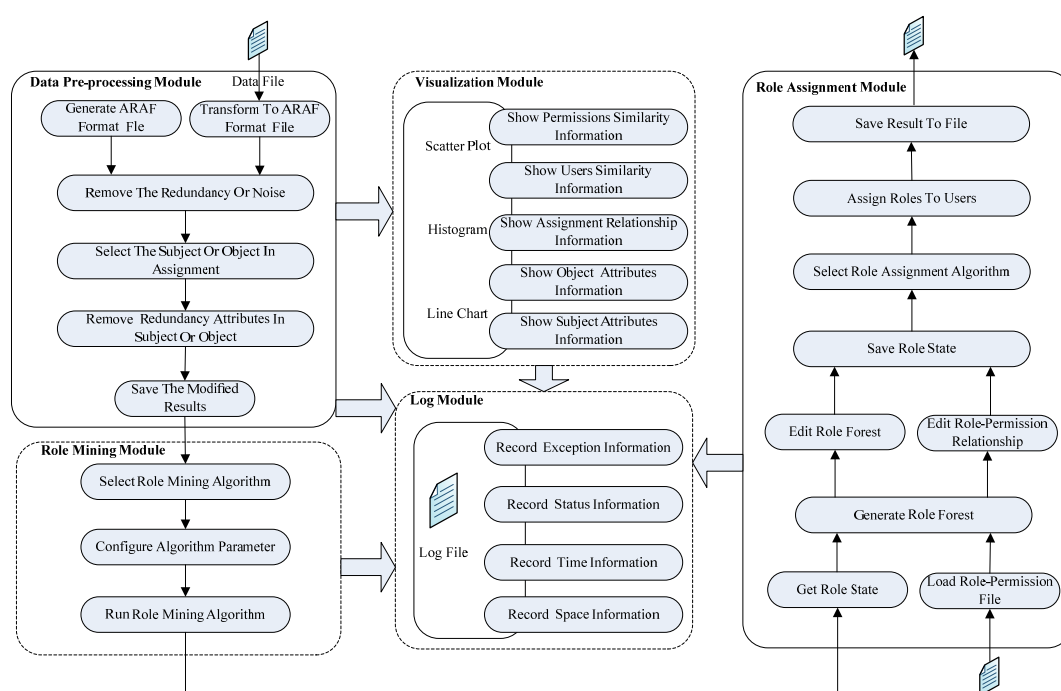 Data Pre-processing Module
Data File
Generate ARAF
Format Fle
Transform To ARAF
Format File
Remove The Redundancy Or Noise
Select The Subject Or Object In
Assignment
Remove Redundancy Attributes In
Subject Or Object
Save The Modified
Results
Role Mining Module
Select Role Mining Algorithm
Configure Algorithm Parameter
Run Role Mining Algorithm
Visualization Module
Scatter Plot
Histogram
Line Chart
Show Permissions Similarity
Information
Show Users Similarity
Information
Show Assignment Relationship
Information
Show Object Attributes
Information
Show Subject Attributes
Information
Log Module
Log File
Record Exception Information
Record Status Information
Record Time Information
Record Space Information
Role Assignment Module
Save Result To File
Assign Roles To Users
Select Role Assignment Algorithm
Save Role State
Edit Role Forest
Edit Role-Permission
Relationship
Generate Role Forest
Get Role State
Load Role-Permission
File